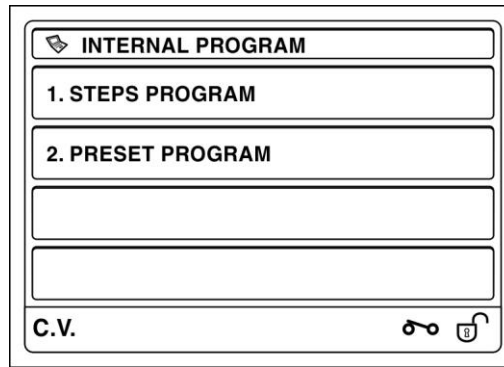 INTERNAL PROGRAM
1. STEPS PROGRAM
2. PRESET PROGRAM
C.V.